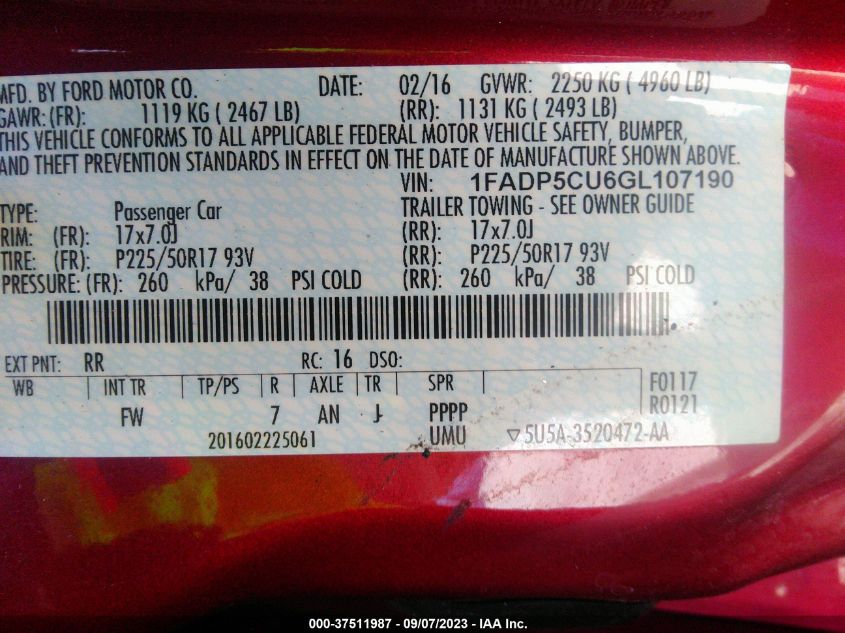 MFD. BY FORD MOTOR CO. DATE: 02/16 GVWR: 2250 KG ( 4960 LB)
GAWR: (FR): 1119 KG ( 2467 LB) (RR): 1131 KG ( 2493 LB)
THIS VEHICLE CONFORMS TO ALL APPLICABLE FEDERAL MOTOR VEHICLE SAFETY, BUMPER,
AND THEFT PREVENTION STANDARDS IN EFFECT ON THE DATE OF MANUFACTURE SHOWN ABOVE.
VIN: 1FADP5CU6GL107190
TYPE: Passenger Car TRAILER TOWING - SEE OWNER GUIDE
RIM: (FR): 17x7.0J (RR): 17x7.0J
TIRE: (FR): P225/50R17 93V (RR): P225/50R17 93V
PRESSURE: (FR): 260 kPa/ 38 PSI COLD (RR): 260 kPa/ 38 PSI COLD
EXT PNT: RR RC: 16 DSO:
WB INT TR TP/PS R AXLE TR SPR F0117
FW 7 AN J PPPP R0121
201602225061 UMU ▽5U5A-3520472-AA
000-37511987 - 09/07/2023 - IAA Inc.